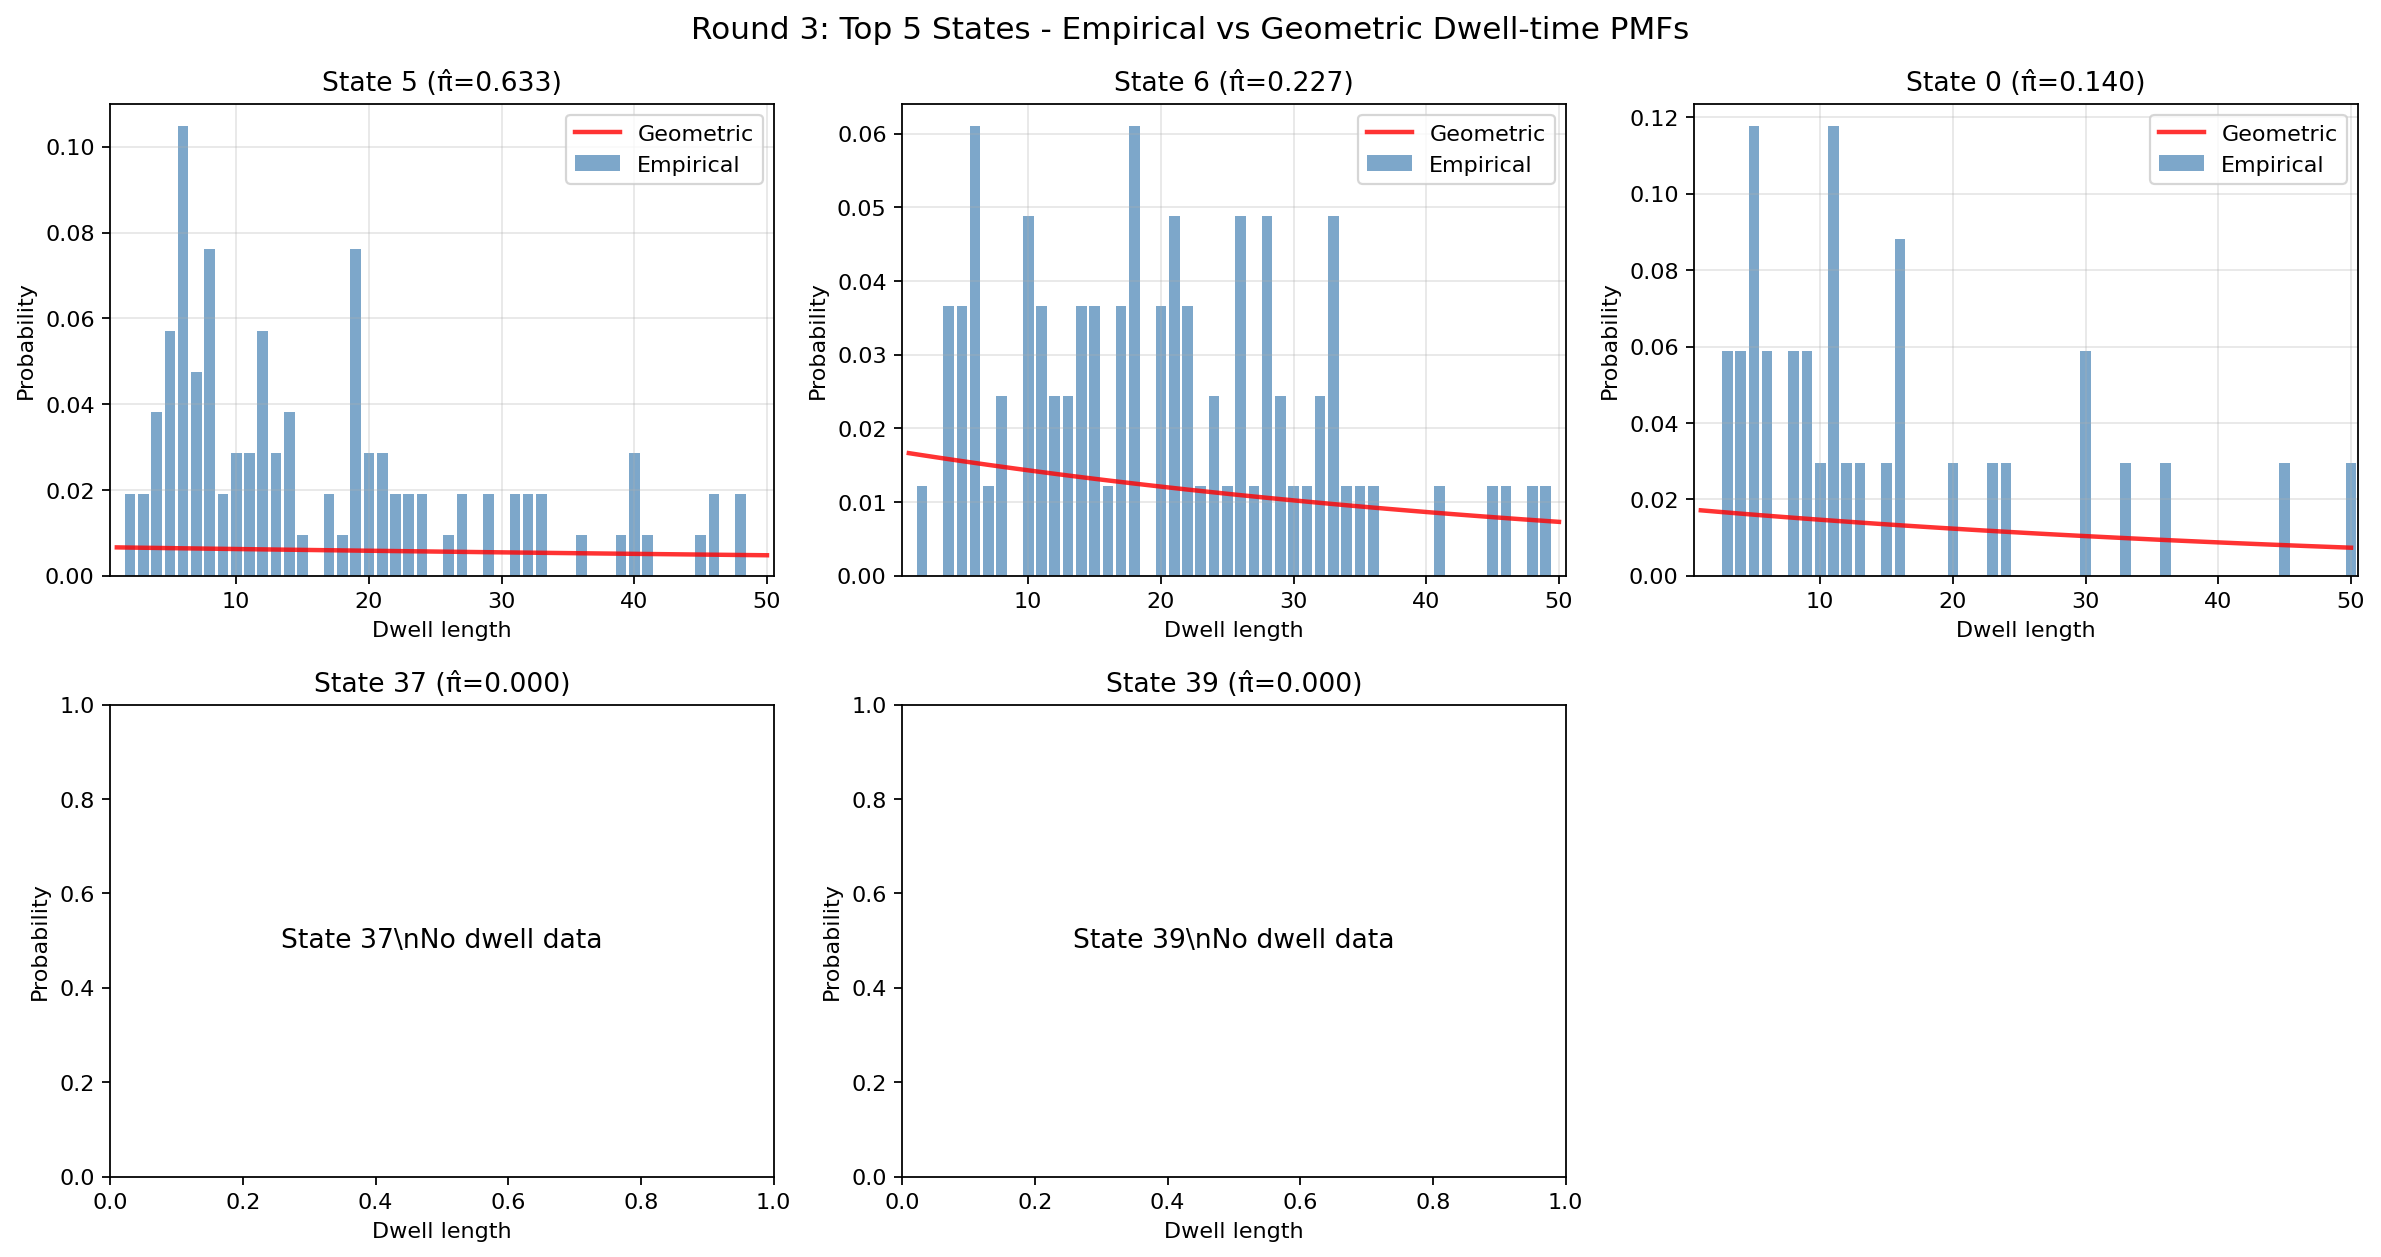 Round 3: Top 5 States - Empirical vs Geometric Dwell-time PMFs
State 5 (π̂=0.633)
Probability
0.10
0.08
0.06
0.04
0.02
0.00
10 20 30 40 50
Dwell length
Geometric
Empirical
State 6 (π̂=0.227)
Probability
0.06
0.05
0.04
0.03
0.02
0.01
0.00
10 20 30 40 50
Dwell length
Geometric
Empirical
State 0 (π̂=0.140)
Probability
0.12
0.10
0.08
0.06
0.04
0.02
0.00
10 20 30 40 50
Dwell length
Geometric
Empirical
State 37 (π̂=0.000)
Probability
1.0
0.8
0.6
0.4
0.2
0.0
State 37\nNo dwell data
0.0 0.2 0.4 0.6 0.8 1.0
Dwell length
State 39 (π̂=0.000)
Probability
1.0
0.8
0.6
0.4
0.2
0.0
State 39\nNo dwell data
0.0 0.2 0.4 0.6 0.8 1.0
Dwell length